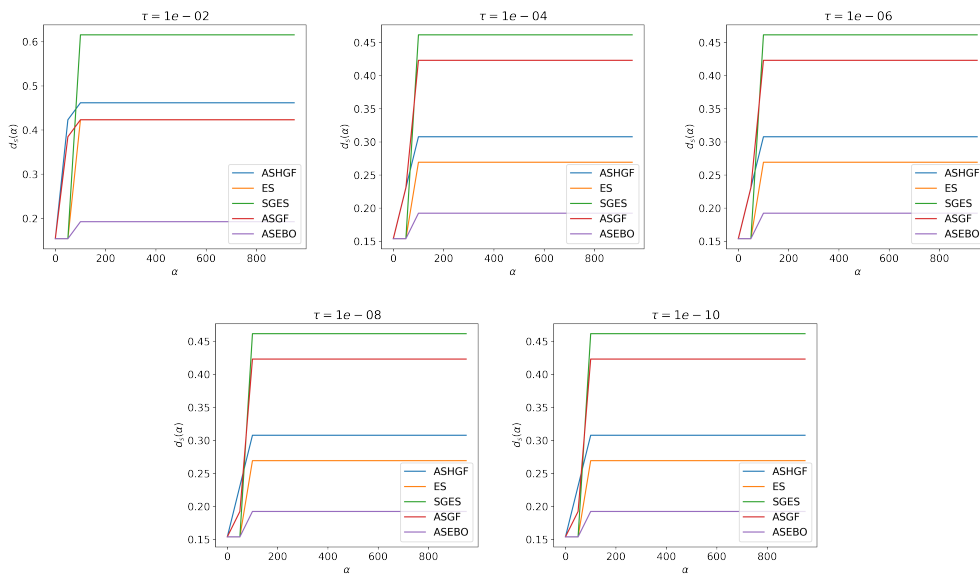 τ = 1e − 02
0.6
0.5
0.4
0.3
0.2
d_s(α)
0 200 400 600 800
α
ASHGF
ES
SGES
ASGF
ASEBO
τ = 1e − 04
0.45
0.40
0.35
0.30
0.25
0.20
0.15
d_s(α)
0 200 400 600 800
α
ASHGF
ES
SGES
ASGF
ASEBO
τ = 1e − 06
0.45
0.40
0.35
0.30
0.25
0.20
0.15
d_s(α)
0 200 400 600 800
α
ASHGF
ES
SGES
ASGF
ASEBO
τ = 1e − 08
0.45
0.40
0.35
0.30
0.25
0.20
0.15
d_s(α)
0 200 400 600 800
α
ASHGF
ES
SGES
ASGF
ASEBO
τ = 1e − 10
0.45
0.40
0.35
0.30
0.25
0.20
0.15
d_s(α)
0 200 400 600 800
α
ASHGF
ES
SGES
ASGF
ASEBO